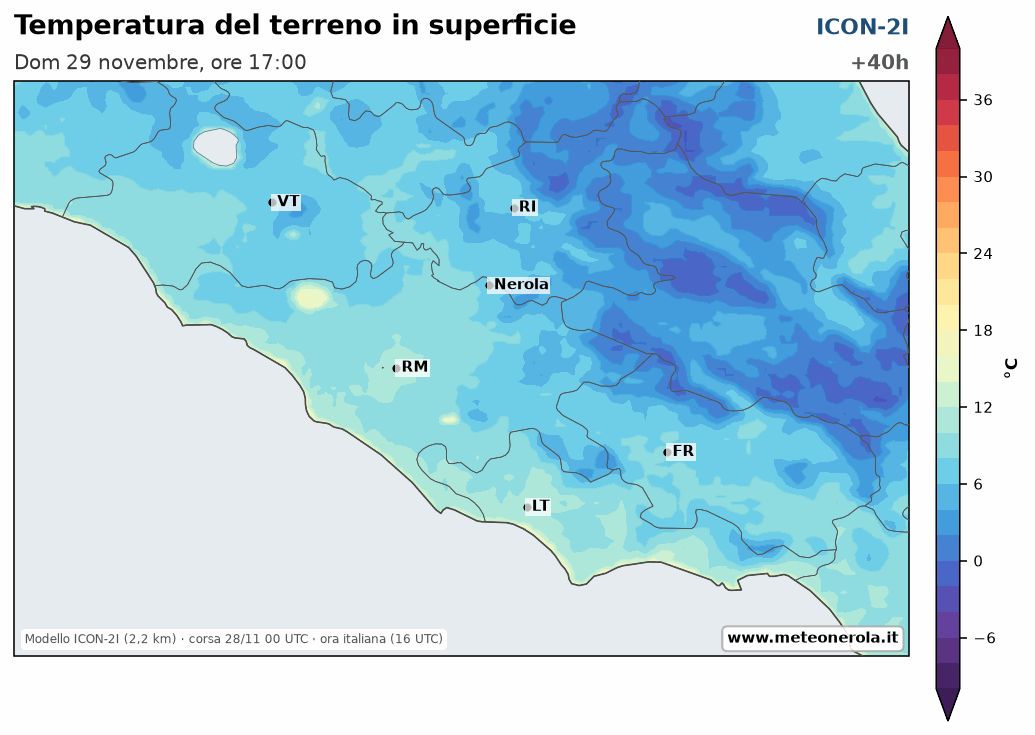 Temperatura del terreno in superficie
ICON-2I
Dom 29 novembre, ore 17:00
+40h
VT
RI
Nerola
RM
FR
LT
36
30
24
18
12
6
0
−6
°C
Modello ICON-2I (2,2 km) · corsa 28/11 00 UTC · ora italiana (16 UTC)
www.meteonerola.it